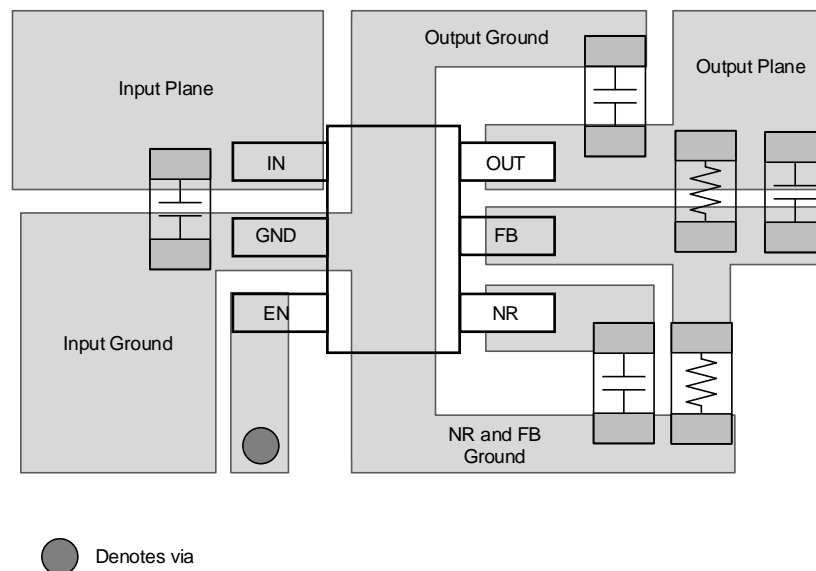 Output Ground
Output Plane
Input Plane
IN
OUT
GND
FB
EN
NR
Input Ground
NR and FB
Ground
Denotes via